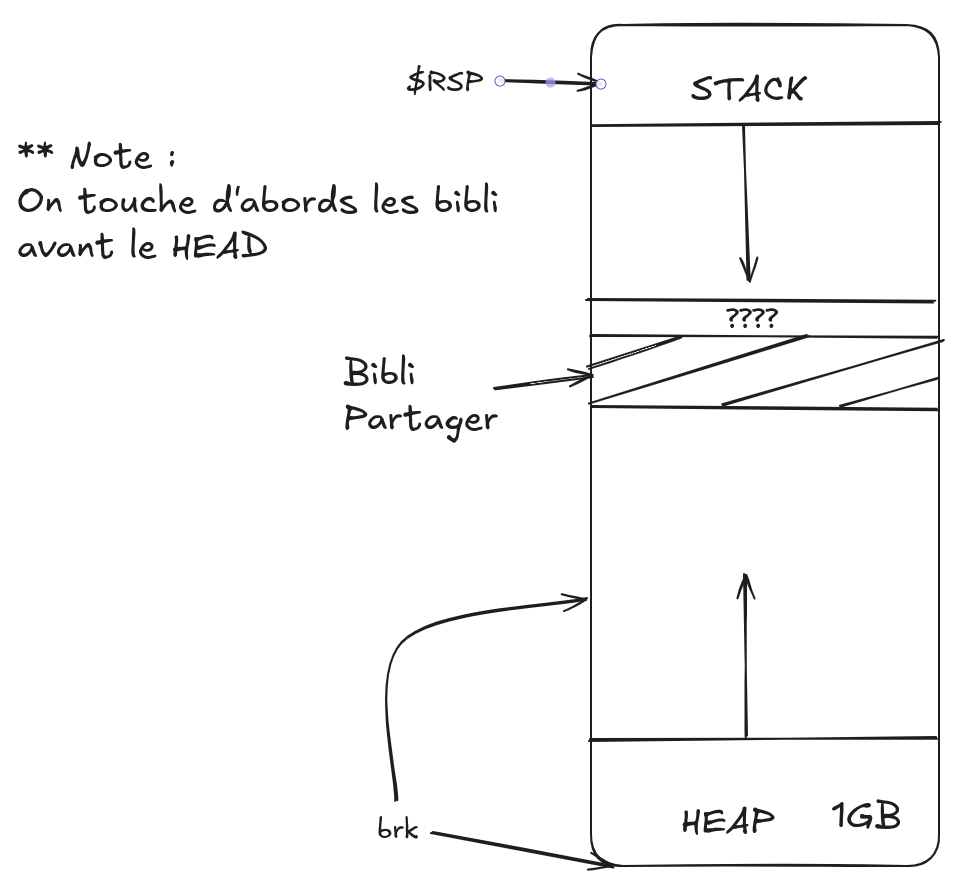 $RSP
STACK
** Note :
On touche d'abords les bibli
avant le HEAD
????
Bibli
Partager
brk
HEAP 1GB